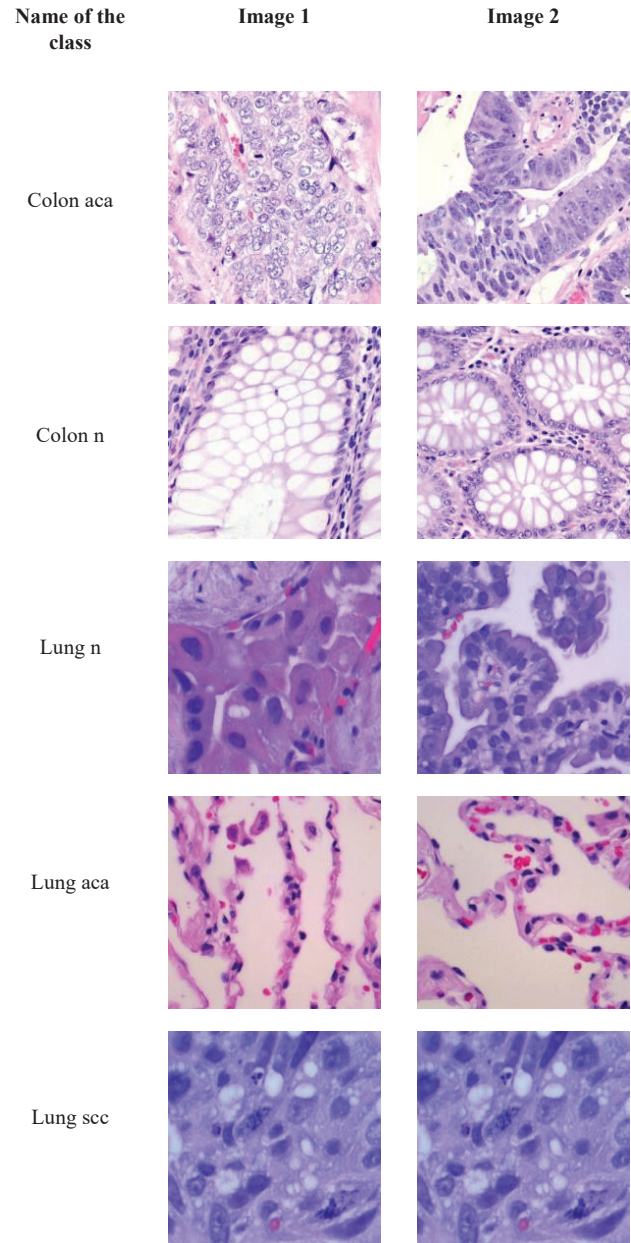 Name of the
class
Image 1
Image 2
Colon aca
Colon n
Lung n
Lung aca
Lung scc